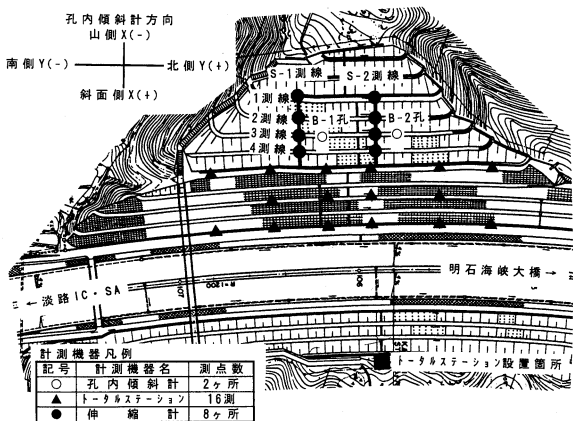 孔内傾斜計方向
山側X(-)
南側Y(-)
北側Y(+)
斜面側X(+)
S-1測線
S-2測線
1測線
2測線
B-1孔
B-2孔
3測線
4測線
明石海峡大橋→
←淡路IC・SA
R=1200
トータルステーション設置箇所
計測機器凡例
記号 計測機器名 測点数
○ 孔内傾斜計 2ヶ所
▲ トータルステーション 16測
● 伸縮計 8ヶ所